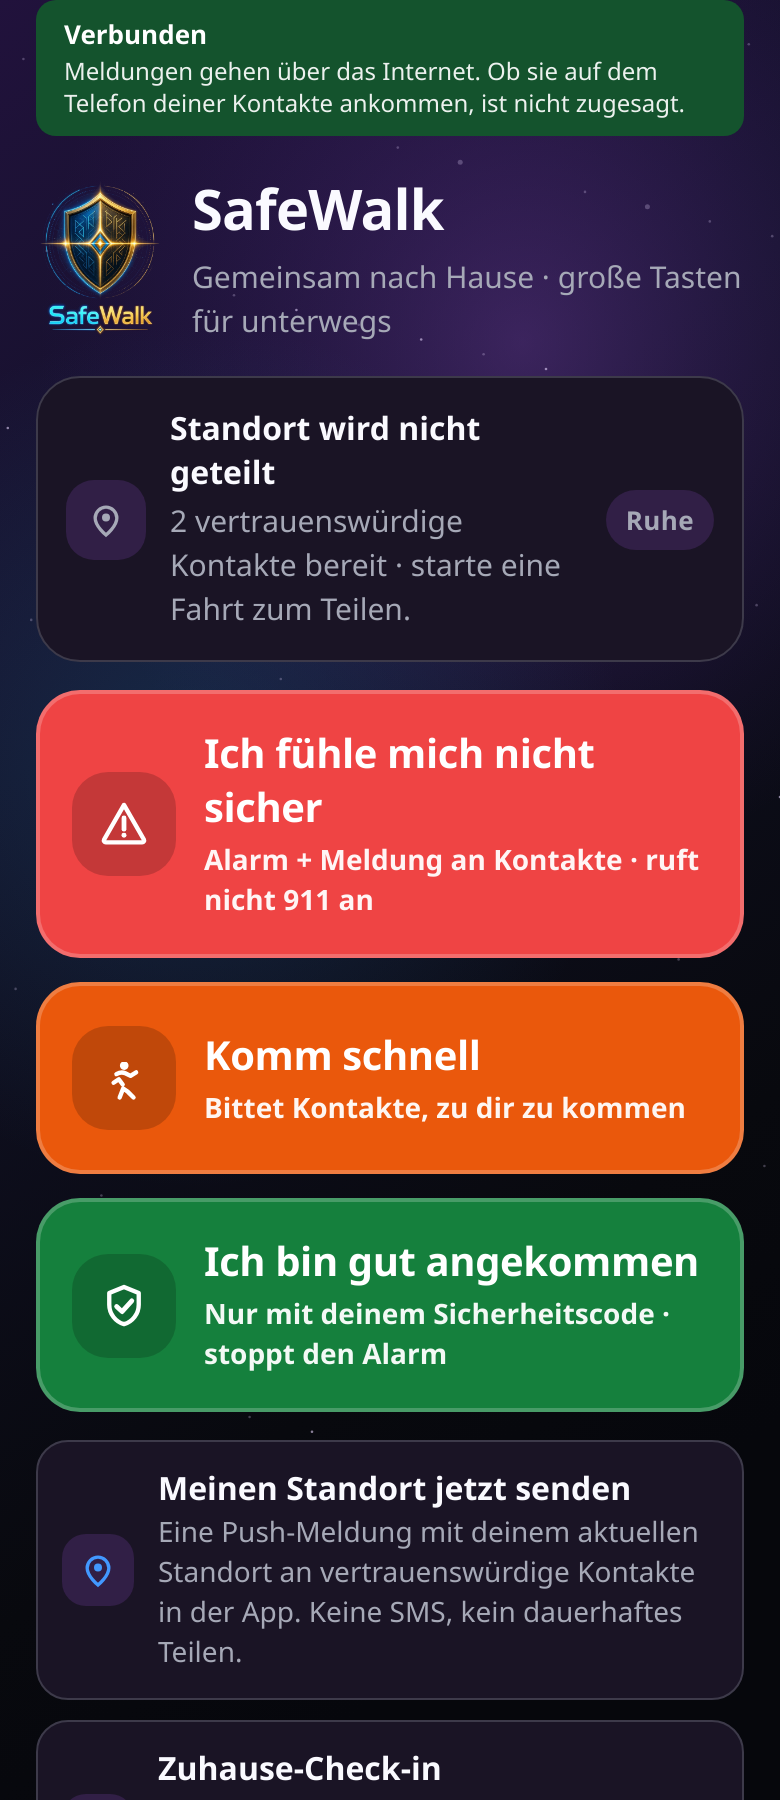 Verbunden
Meldungen gehen über das Internet. Ob sie auf dem
Telefon deiner Kontakte ankommen, ist nicht zugesagt.
SafeWalk
SafeWalk
Gemeinsam nach Hause · große Tasten
für unterwegs
Standort wird nicht
geteilt
2 vertrauenswürdige
Kontakte bereit · starte eine
Fahrt zum Teilen.
Ruhe
Ich fühle mich nicht
sicher
Alarm + Meldung an Kontakte · ruft
nicht 911 an
Komm schnell
Bittet Kontakte, zu dir zu kommen
Ich bin gut angekommen
Nur mit deinem Sicherheitscode ·
stoppt den Alarm
Meinen Standort jetzt senden
Eine Push-Meldung mit deinem aktuellen
Standort an vertrauenswürdige Kontakte
in der App. Keine SMS, kein dauerhaftes
Teilen.
Zuhause-Check-in